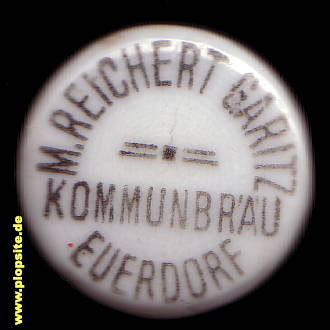 M. REICHERT GARITZ
KOMMUNBRÄU
EUERDORF
www.plopsite.de